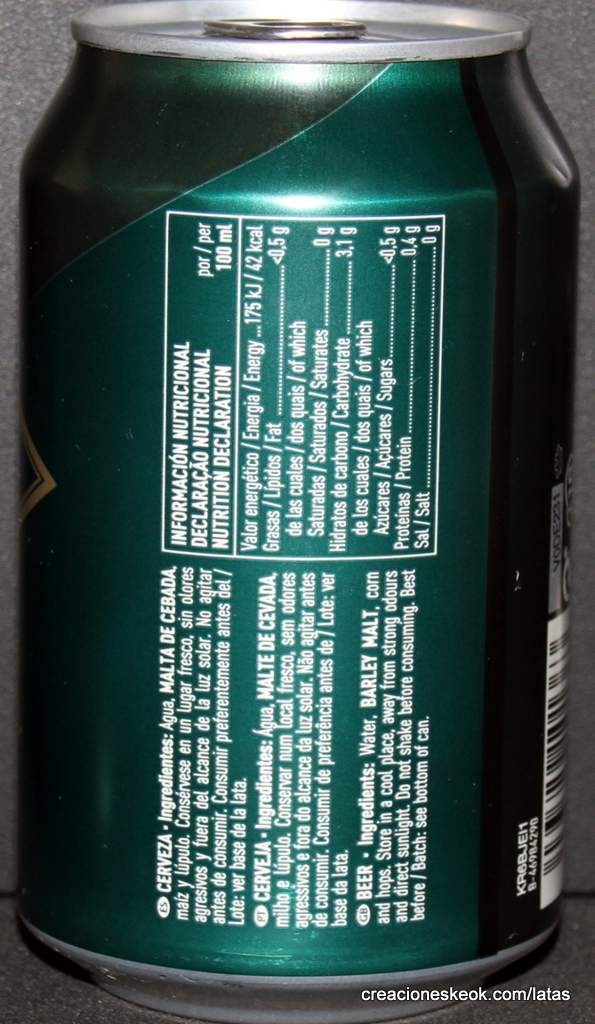 ES CERVEZA · Ingredientes: Agua, MALTA DE CEBADA,
maíz y lúpulo. Consérvese en un lugar fresco, sin olores
agresivos y fuera del alcance de la luz solar. No agitar
antes de consumir. Consumir preferentemente antes del /
Lote: ver base de la lata.
PT CERVEJA · Ingredientes: Água, MALTE DE CEVADA,
milho e lúpulo. Conservar num local fresco, sem odores
agressivos e fora do alcance da luz solar. Não agitar antes
de consumir. Consumir de preferência antes de / Lote: ver
base da lata.
GB BEER · Ingredients: Water, BARLEY MALT, corn
and hops. Store in a cool place, away from strong odours
and direct sunlight. Do not shake before consuming. Best
before / Batch: see bottom of can.
INFORMACIÓN NUTRICIONAL
DECLARAÇÃO NUTRICIONAL por / per
NUTRITION DECLARATION 100 ml
Valor energético / Energia / Energy ...175 kJ / 42 kcal
Grasas / Lípidos / Fat ........ <0,5 g
de las cuales / dos quais / of which
Saturadas / Saturados / Saturates ........ 0 g
Hidratos de carbono / Carbohydrate ........ 3,1 g
de los cuales / dos quais / of which
Azúcares / Açúcares / Sugars ........ <0,5 g
Proteínas / Protein ........ 0,4 g
Sal / Salt ........ 0 g
KR6BJEI1
B-46984290
V60E231
creacioneskeok.com/latas